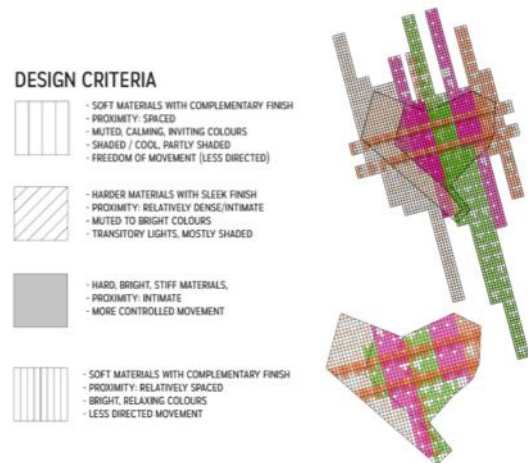 DESIGN CRITERIA
- SOFT MATERIALS WITH COMPLEMENTARY FINISH
- PROXIMITY: SPACED
- MUTED, CALMING, INVITING COLOURS
- SHADED / COOL, PARTLY SHADED
- FREEDOM OF MOVEMENT (LESS DIRECTED)
- HARDER MATERIALS WITH SLEEK FINISH
- PROXIMITY: RELATIVELY DENSE/INTIMATE
- MUTED TO BRIGHT COLOURS
- TRANSITORY LIGHTS, MOSTLY SHADED
- HARD, BRIGHT, STIFF MATERIALS,
- PROXIMITY: INTIMATE
- MORE CONTROLLED MOVEMENT
- SOFT MATERIALS WITH COMPLEMENTARY FINISH
- PROXIMITY: RELATIVELY SPACED
- BRIGHT, RELAXING COLOURS
- LESS DIRECTED MOVEMENT